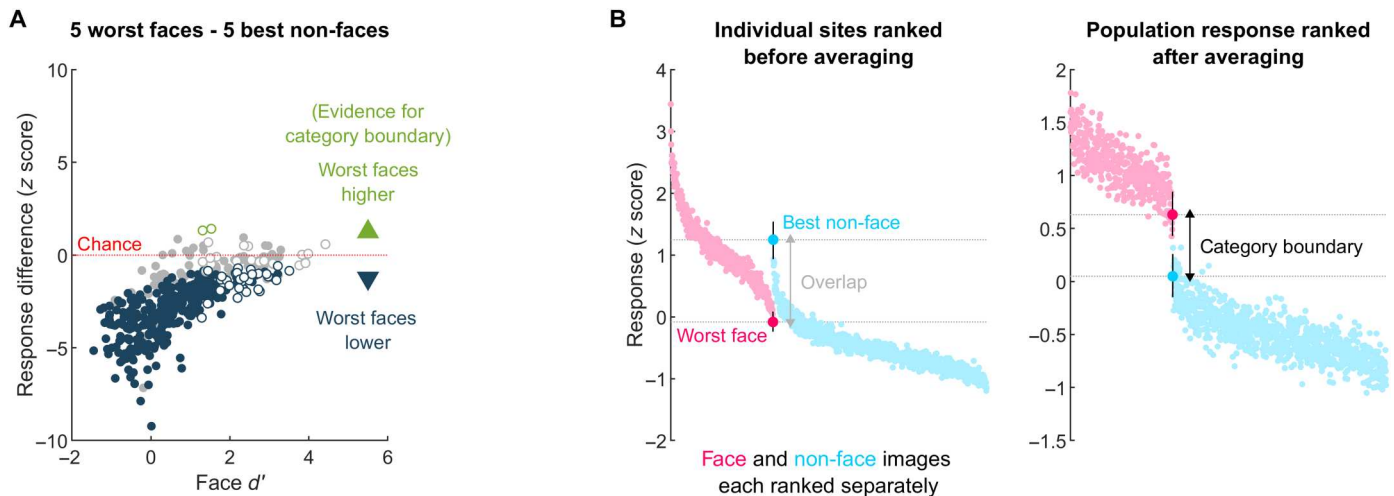 A
5 worst faces - 5 best non-faces
10
5
0
−5
−10
−2
0
2
4
6
Response difference (z score)
Face d′
Chance
(Evidence for
category boundary)
Worst faces
higher
Worst faces
lower
B
Individual sites ranked
before averaging
4
3
2
1
0
−1
−2
Response (z score)
Best non-face
Overlap
Worst face
Face and non-face images
each ranked separately
Population response ranked
after averaging
2
1.5
1
0.5
0
−0.5
−1
−1.5
Category boundary